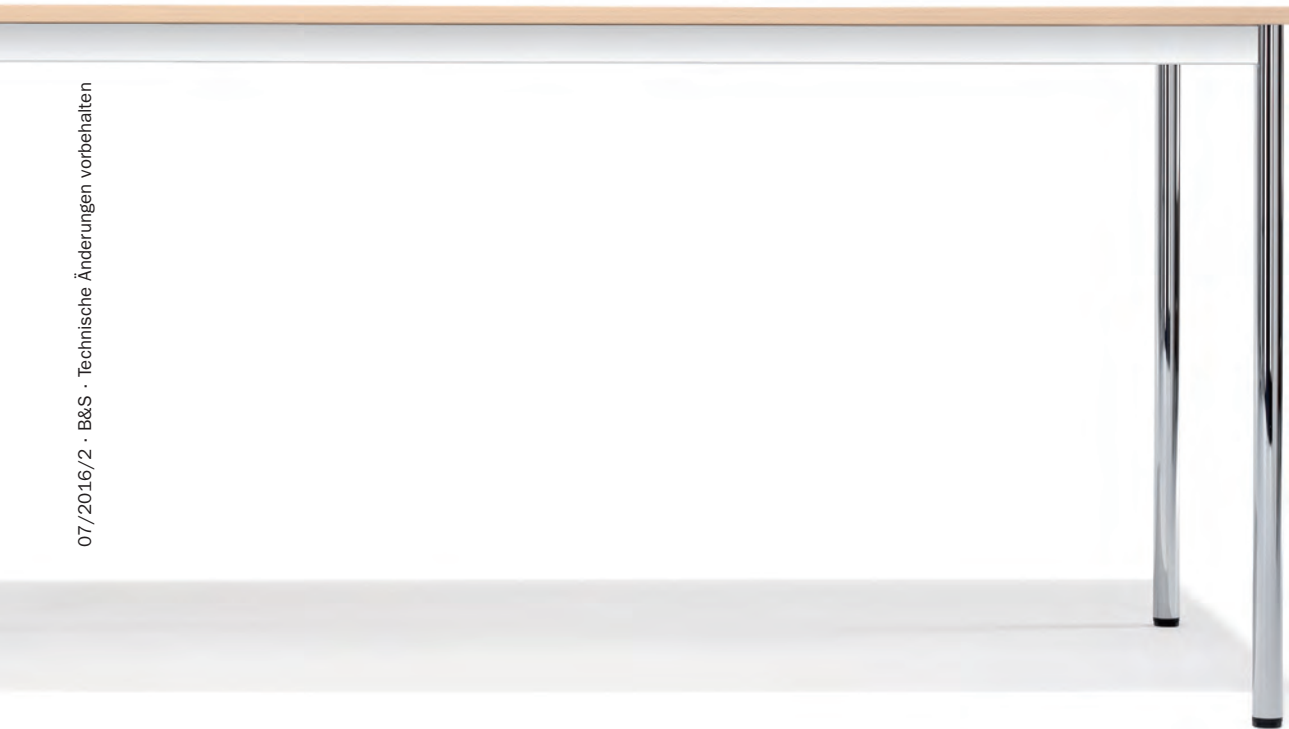 07/2016/2 · B&S · Technische Änderungen vorbehalten